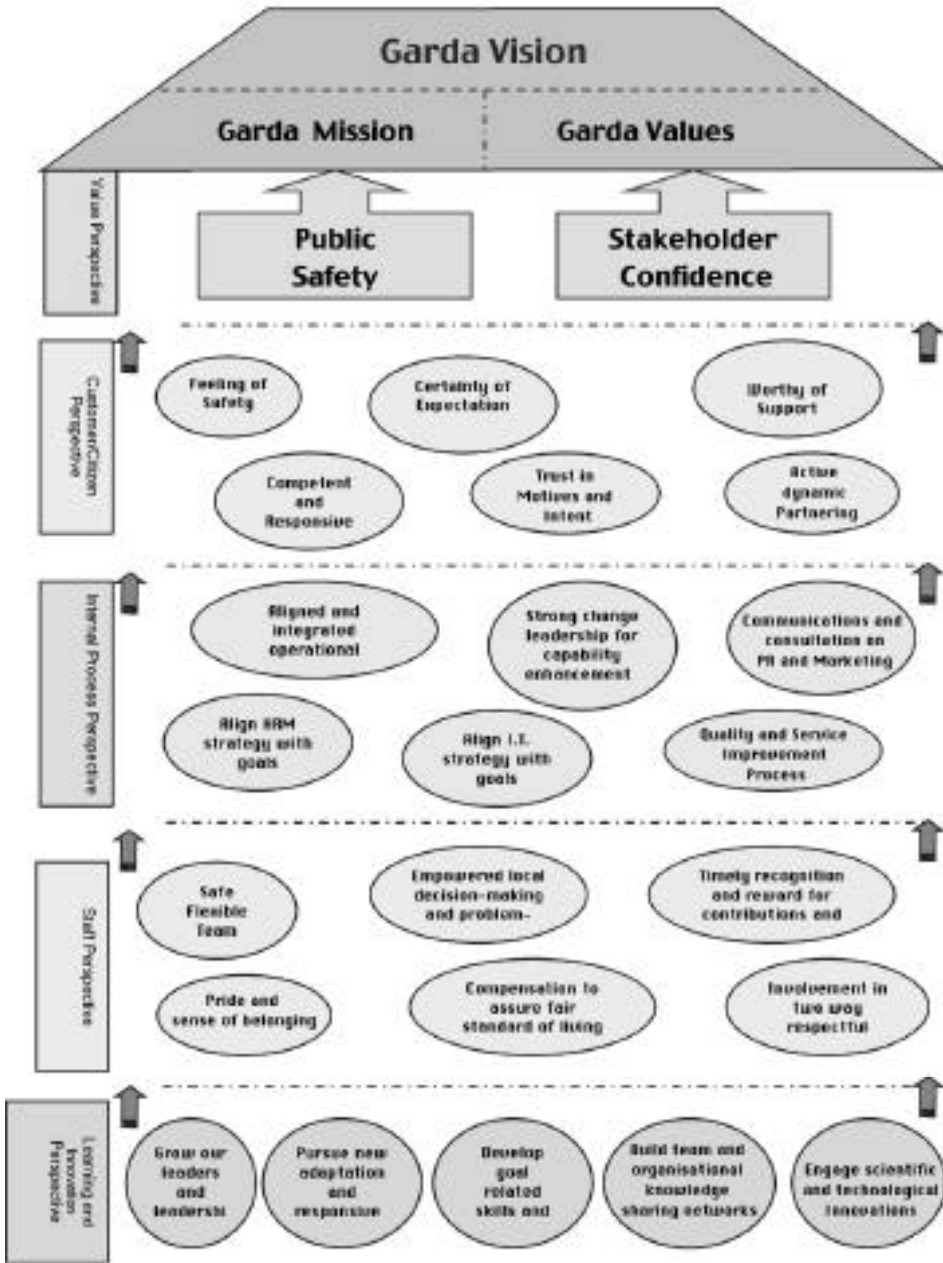 Garda Vision
Garda Mission
Garda Values
Value Perspective
Public
Safety
Stakeholder
Confidence
Customer/Citizen
Perspective
Feeling of
Safety
Certainty of
Expectation
Worthy of
Support
Competent
and
Responsive
Trust in
Motives and
Intent
Active
dynamic
Partnering
Internal Process Perspective
Aligned and
integrated
operational
Strong change
leadership for
capability
enhancement
Communications and
consultation on
PR and Marketing
Align HRM
strategy with
goals
Align I.T.
strategy with
goals
Quality and Service
Improvement
Process
Staff Perspective
Safe
Flexible
Team
Empowered local
decision-making
and problem-
Timely recognition
and reward for
contributions and
Pride and
sense of belonging
Compensation to
assure fair
standard of living
Involvement in
two way
respectful
Learning and
Innovation
Perspective
Grow our
leaders
and
leadershi
Pursue new
adaptation
and
responsive
Develop
goal
related
skills and
Build team and
organisational
knowledge
sharing networks
Engage scientific
and technological
Innovations